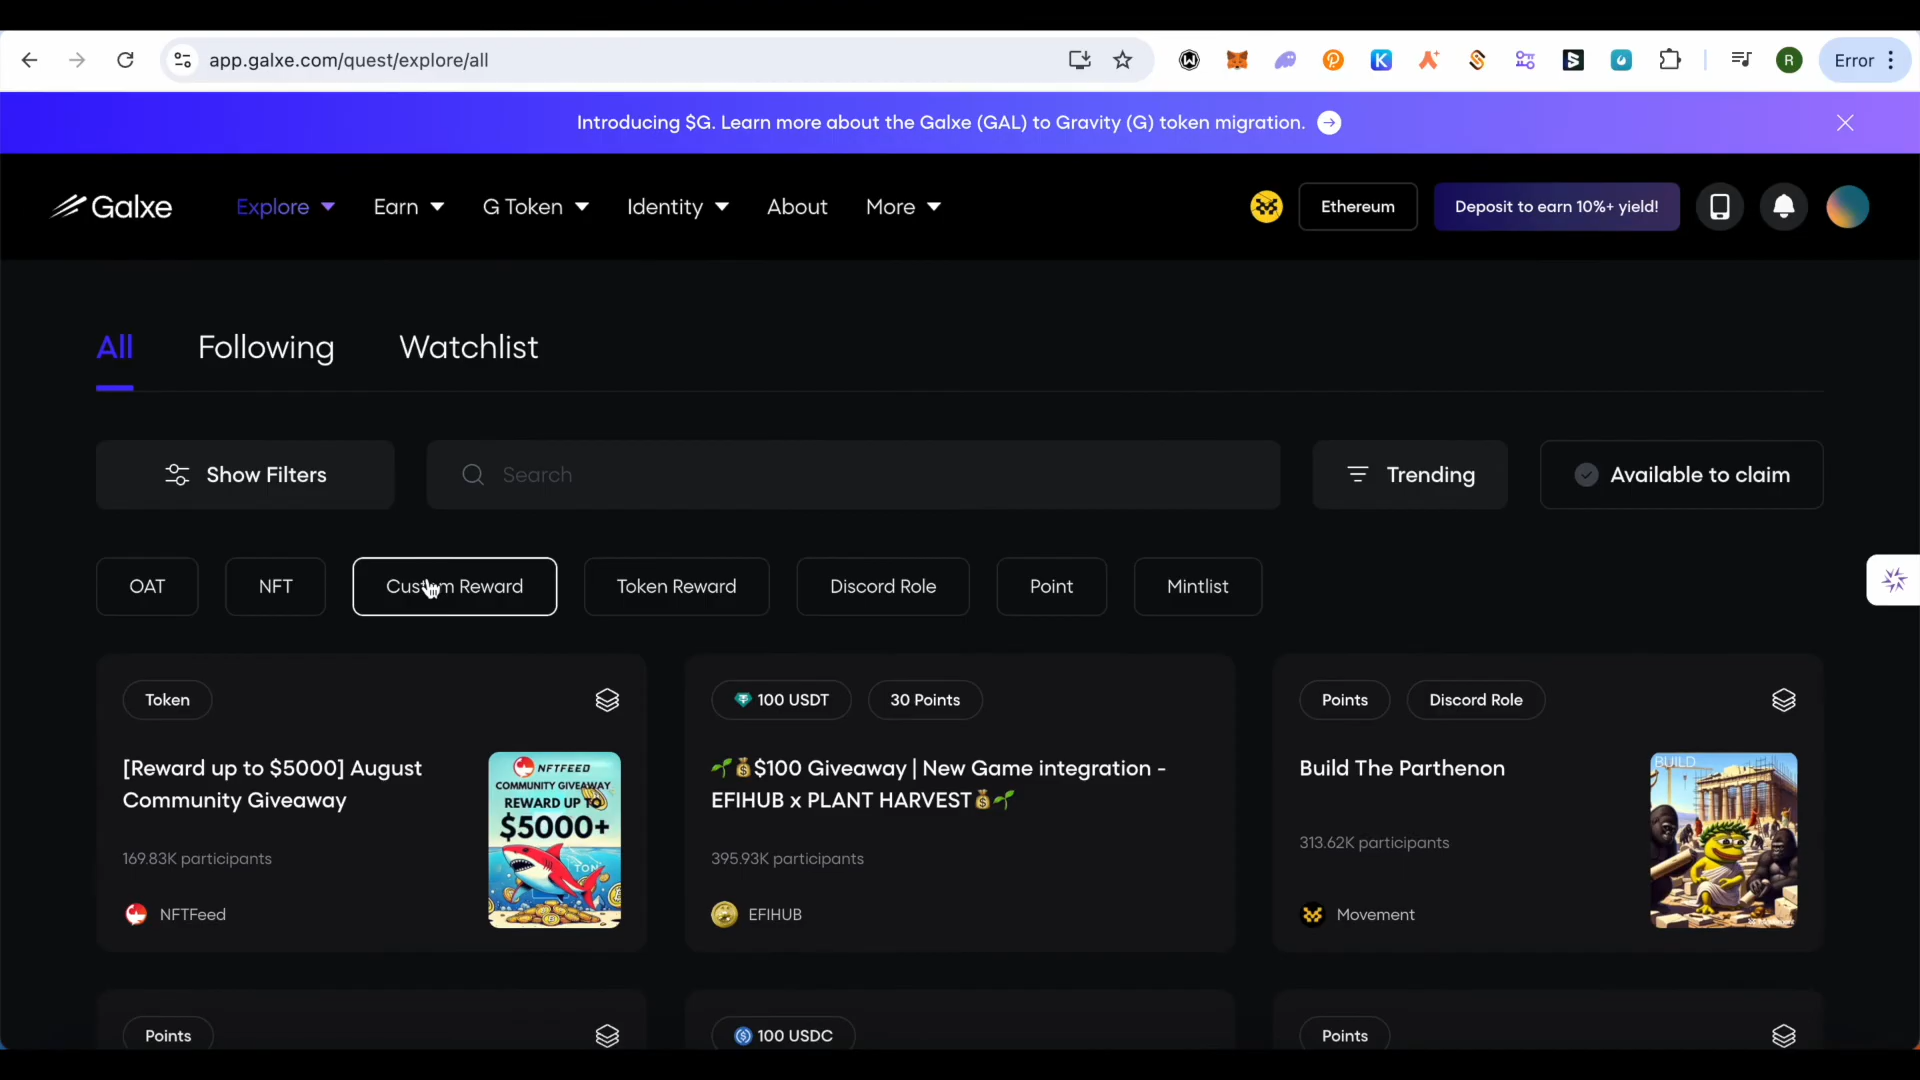 app.galxe.com/quest/explore/all
Error
Introducing $G. Learn more about the Galxe (GAL) to Gravity (G) token migration.
Galxe
Explore
Earn
G Token
Identity
About
More
Ethereum
Deposit to earn 10%+ yield!
All
Following
Watchlist
Show Filters
Search
Trending
Available to claim
OAT
NFT
Custom Reward
Token Reward
Discord Role
Point
Mintlist
Token
[Reward up to $5000] August
Community Giveaway
169.83K participants
NFTFeed
NFTFEED
COMMUNITY GIVEAWAY
REWARD UP TO
$5000+
TON
100 USDT
30 Points
🌱💰$100 Giveaway | New Game integration -
EFIHUB x PLANT HARVEST💰🌱
395.93K participants
EFIHUB
Points
Discord Role
Build The Parthenon
313.62K participants
Movement
BUILD
Points
100 USDC
Points